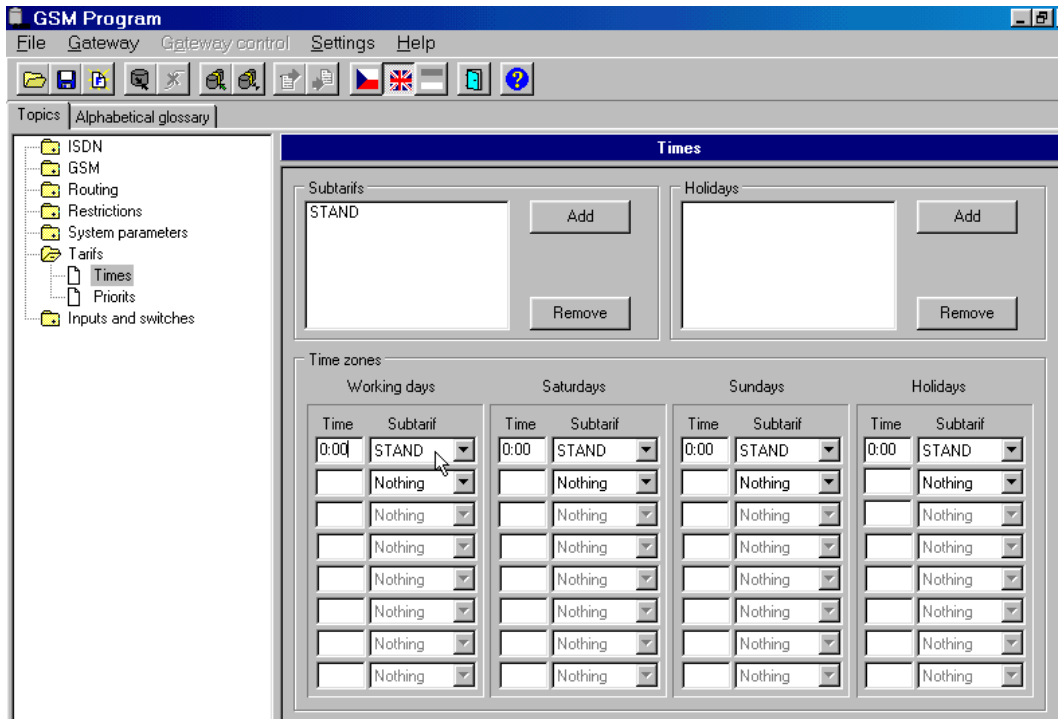 GSM Program
File Gateway Gateway control Settings Help
Topics Alphabetical glossary
ISDN
GSM
Routing
Restrictions
System parameters
Tarifs
Times
Priorits
Inputs and switches
Times
Subtarifs
STAND
Add
Remove
Holidays
Add
Remove
Time zones
Working days Saturdays Sundays Holidays
Time Subtarif Time Subtarif Time Subtarif Time Subtarif
0:00 STAND 0:00 STAND 0:00 STAND 0:00 STAND
Nothing Nothing Nothing Nothing
Nothing Nothing Nothing Nothing
Nothing Nothing Nothing Nothing
Nothing Nothing Nothing Nothing
Nothing Nothing Nothing Nothing
Nothing Nothing Nothing Nothing
Nothing Nothing Nothing Nothing